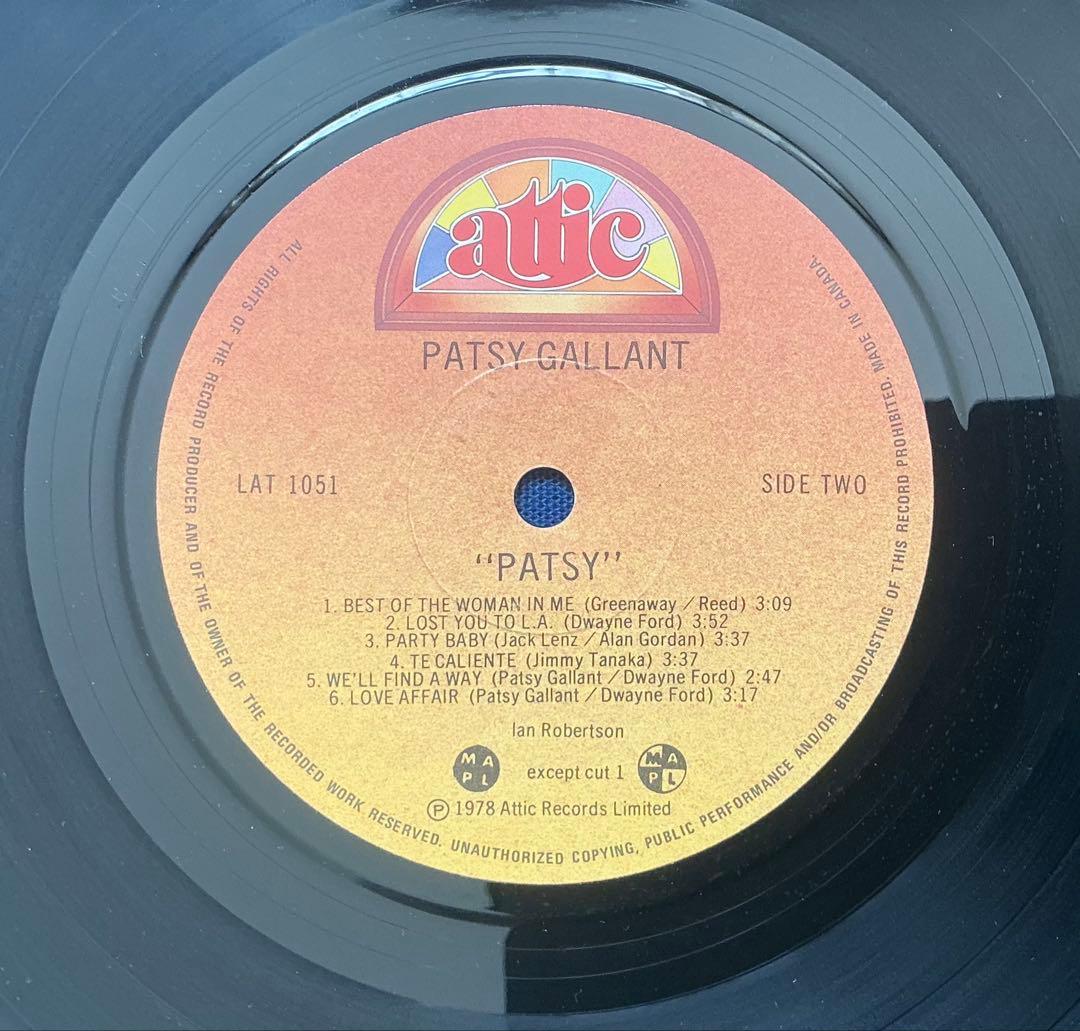 attic
PATSY GALLANT
LAT 1051
SIDE TWO
“PATSY”
1. BEST OF THE WOMAN IN ME (Greenaway / Reed) 3:09
2. LOST YOU TO L.A. (Dwayne Ford) 3:52
3. PARTY BABY (Jack Lenz / Alan Gordan) 3:37
4. TE CALIENTE (Jimmy Tanaka) 3:37
5. WE'LL FIND A WAY (Patsy Gallant / Dwayne Ford) 2:47
6. LOVE AFFAIR (Patsy Gallant / Dwayne Ford) 3:17
Ian Robertson
MAPL except cut 1 MAPL
Ⓟ 1978 Attic Records Limited
ALL RIGHTS OF THE RECORD PRODUCER AND OF THE OWNER OF THE RECORDED WORK RESERVED. UNAUTHORIZED COPYING, PUBLIC PERFORMANCE AND/OR BROADCASTING OF THIS RECORD PROHIBITED. MADE IN CANADA.